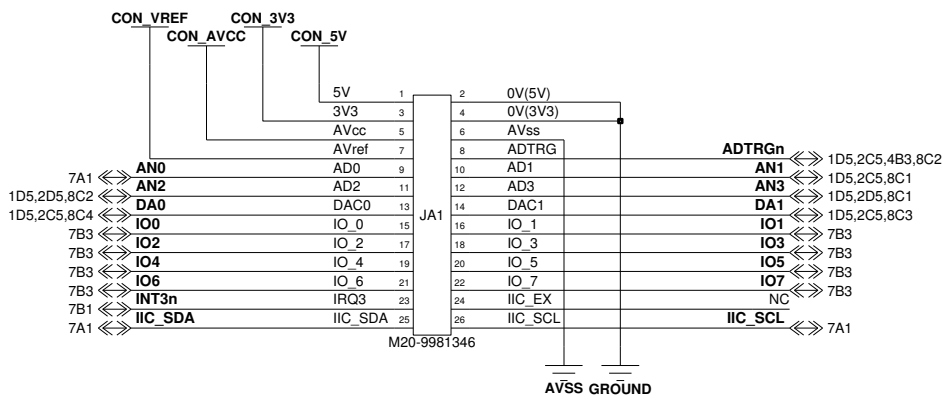 CON_VREF CON_3V3
CON_AVCC CON_5V
5V 1 2 0V(5V)
3V3 3 4 0V(3V3)
AVcc 5 6 AVss
AVref 7 8 ADTRG ADTRGn 1D5,2C5,4B3,8C2
7A1 AN0 AD0 9 10 AD1 AN1 1D5,2C5,8C1
1D5,2D5,8C2 AN2 AD2 11 12 AD3 AN3 1D5,2D5,8C1
1D5,2C5,8C4 DA0 DAC0 13 14 DAC1 DA1 1D5,2C5,8C3
JA1
7B3 IO0 IO_0 15 16 IO_1 IO1 7B3
7B3 IO2 IO_2 17 18 IO_3 IO3 7B3
7B3 IO4 IO_4 19 20 IO_5 IO5 7B3
7B3 IO6 IO_6 21 22 IO_7 IO7 7B3
7B1 INT3n IRQ3 23 24 IIC_EX NC
7A1 IIC_SDA IIC_SDA 25 26 IIC_SCL IIC_SCL 7A1
M20-9981346
AVSS GROUND